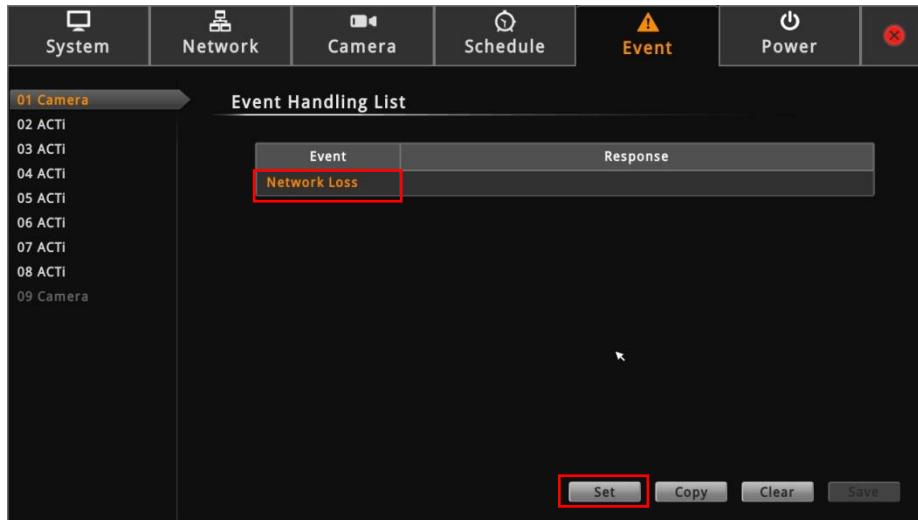 System Network Camera Schedule Event Power
01 Camera
02 ACTi
03 ACTi
04 ACTi
05 ACTi
06 ACTi
07 ACTi
08 ACTi
09 Camera
Event Handling List
Event Response
Network Loss
Set Copy Clear Save